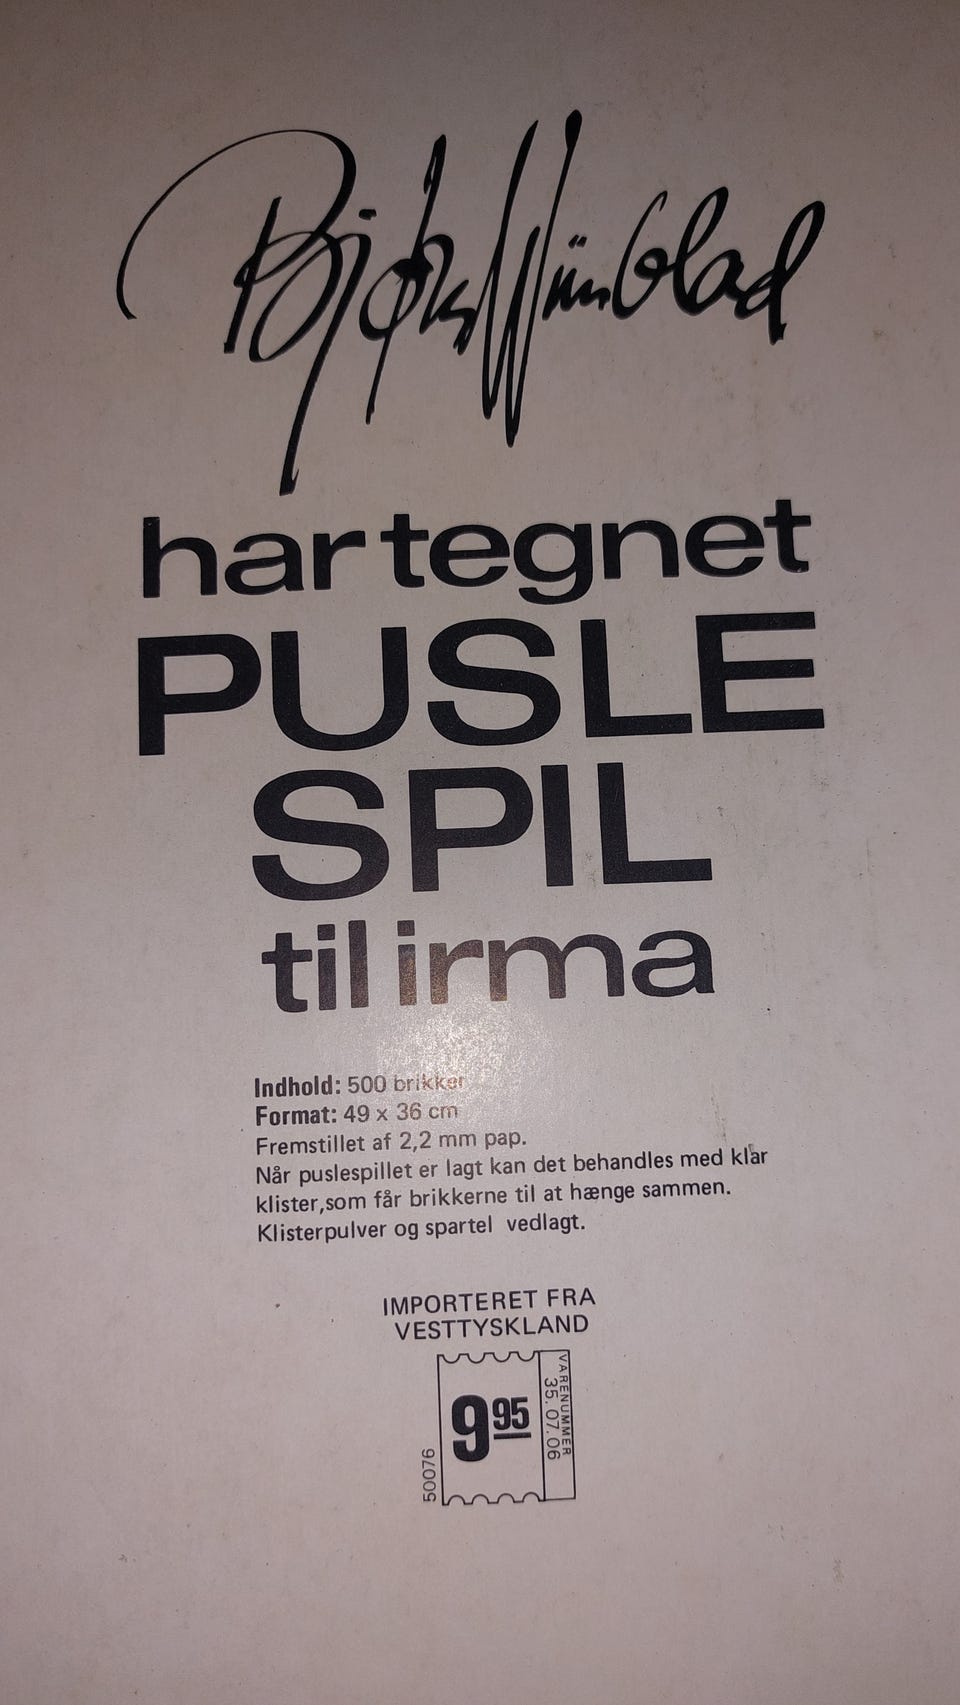 Bjørn Wiinblad
har tegnet
PUSLE
SPIL
til irma
Indhold: 500 brikker
Format: 49 x 36 cm
Fremstillet af 2,2 mm pap.
Når puslespillet er lagt kan det behandles med klar
klister,som får brikkerne til at hænge sammen.
Klisterpulver og spartel vedlagt.
IMPORTERET FRA
VESTTYSKLAND
9 95
VARENUMMER
35.07.06
50076